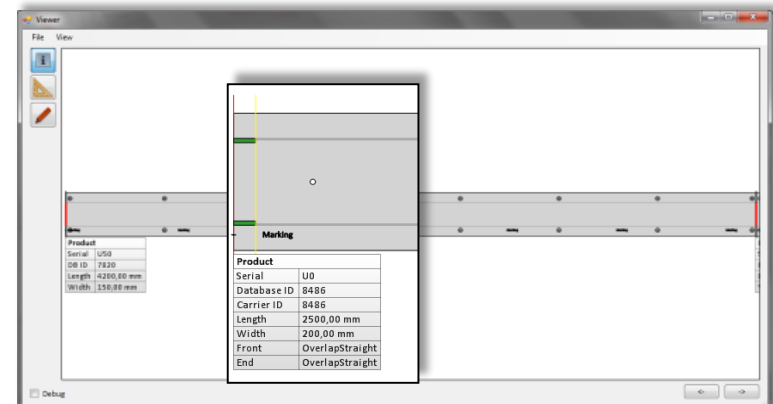 Viewer
File View
Product
Serial U50
DB ID 7820
Length 4200,00 mm
Width 150,00 mm
Marking
Product
Serial U0
Database ID 8486
Carrier ID 8486
Length 2500,00 mm
Width 200,00 mm
Front OverlapStraight
End OverlapStraight
Debug